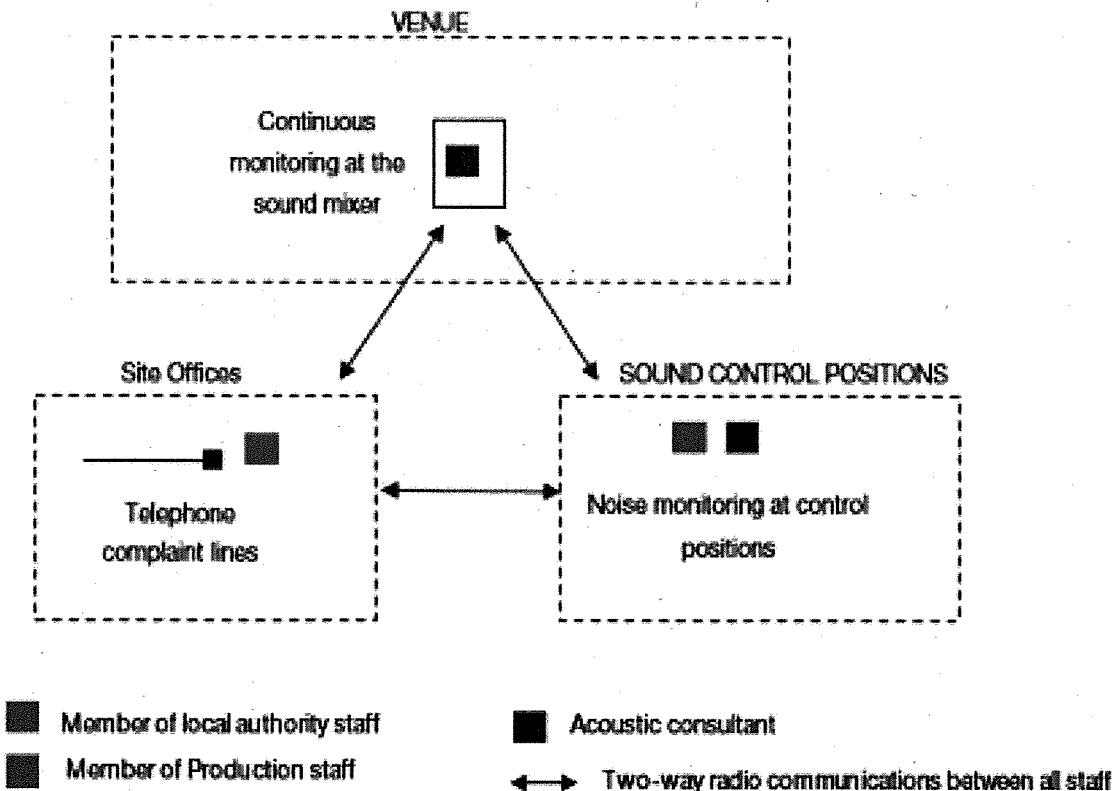 VENUE
Continuous
monitoring at the
sound mixer
Site Offices
SOUND CONTROL POSITIONS
Telephone
complaint lines
Noise monitoring at control
positions
Member of local authority staff
Acoustic consultant
Member of Production staff
Two-way radio communications between all staff